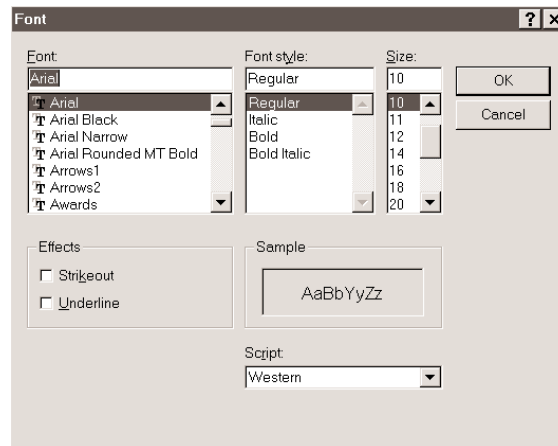 Font
Font:
Font style:
Size:
Arial
Regular
10
OK
Cancel
Arial
Arial Black
Arial Narrow
Arial Rounded MT Bold
Arrows1
Arrows2
Awards
Regular
Italic
Bold
Bold Italic
10
11
12
14
16
18
20
Effects
Strikeout
Underline
Sample
AaBbYyZz
Script:
Western